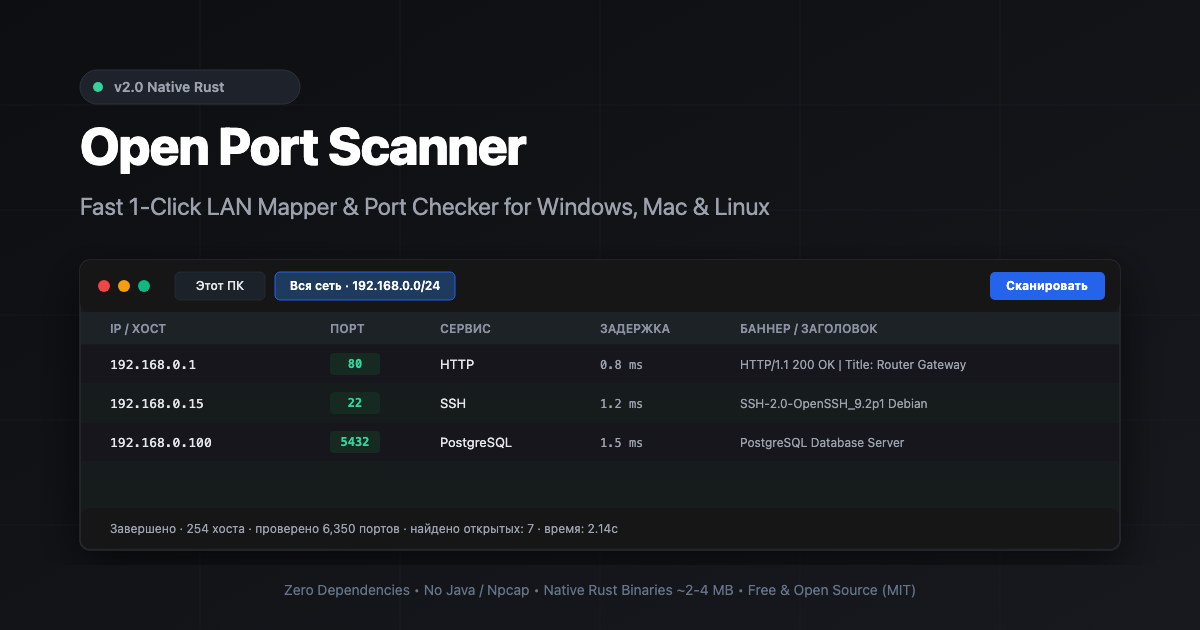 v2.0 Native Rust
Open Port Scanner
Fast 1-Click LAN Mapper & Port Checker for Windows, Mac & Linux
Этот ПК Вся сеть · 192.168.0.0/24 Сканировать
IP / ХОСТ ПОРТ СЕРВИС ЗАДЕРЖКА БАННЕР / ЗАГОЛОВОК
192.168.0.1 80 HTTP 0.8 ms HTTP/1.1 200 OK | Title: Router Gateway
192.168.0.15 22 SSH 1.2 ms SSH-2.0-OpenSSH_9.2p1 Debian
192.168.0.100 5432 PostgreSQL 1.5 ms PostgreSQL Database Server
Завершено · 254 хоста · проверено 6,350 портов · найдено открытых: 7 · время: 2.14с
Zero Dependencies • No Java / Npcap • Native Rust Binaries ~2-4 MB • Free & Open Source (MIT)